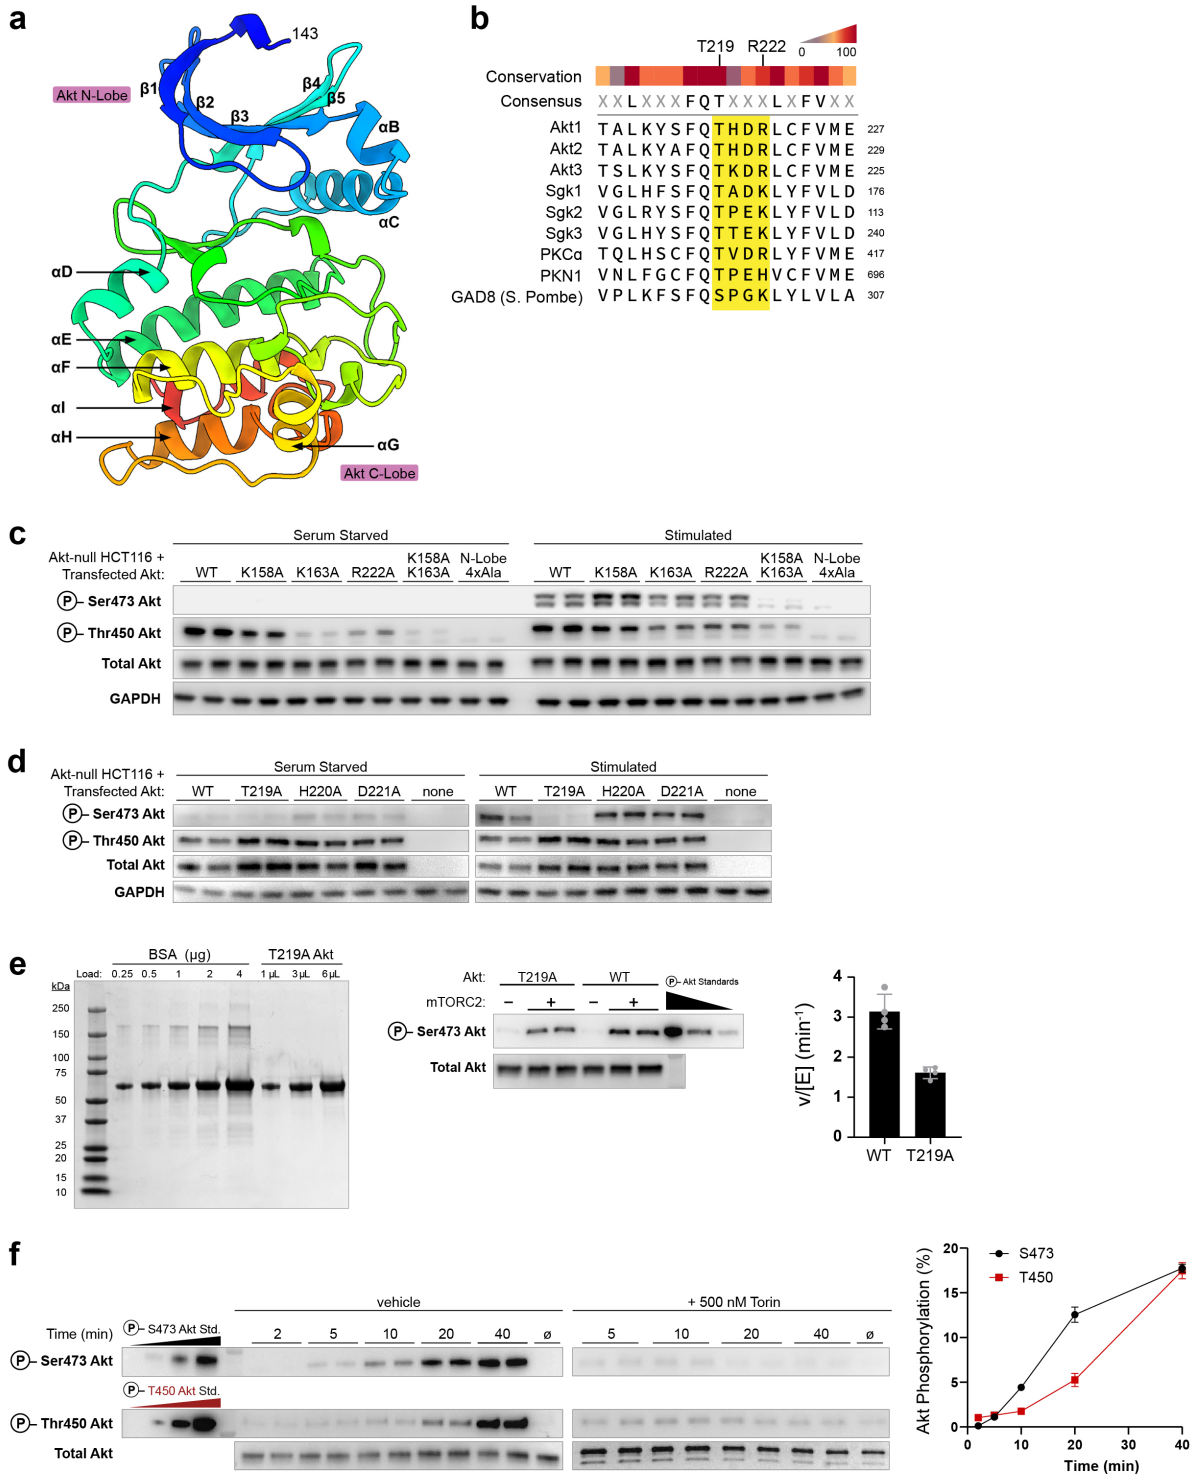 a
143
β1
β2
β3
β4
β5
αB
αC
Akt N-Lobe
αD
αE
αF
αI
αH
αG
Akt C-Lobe
b
T219 R222
0 100
Conservation
Consensus X X L X X X F Q T X X X L X F V X X
Akt1 T A L K Y S F Q T H D R L C F V M E 227
Akt2 T A L K Y A F Q T H D R L C F V M E 229
Akt3 T S L K Y S F Q T K D R L C F V M E 225
Sgk1 V G L H F S F Q T A D K L Y F V L D 176
Sgk2 V G L R Y S F Q T P E K L Y F V L D 113
Sgk3 V G L H Y S F Q T T E K L Y F V L D 240
PKCα T Q L H S C F Q T V D R L Y F V M E 417
PKN1 V N L F G C F Q T P E H V C F V M E 696
GAD8 (S. Pombe) V P L K F S F Q S P G K L Y L V L A 307
c
Serum Starved Stimulated
Akt-null HCT116 +
Transfected Akt:
WT K158A K163A R222A K158A K163A N-Lobe 4xAla
WT K158A K163A R222A K158A K163A N-Lobe 4xAla
P - Ser473 Akt
P - Thr450 Akt
Total Akt
GAPDH
d
Serum Starved Stimulated
Akt-null HCT116 +
Transfected Akt:
WT T219A H220A D221A none WT T219A H220A D221A none
P - Ser473 Akt
P - Thr450 Akt
Total Akt
GAPDH
e
BSA (µg) T219A Akt
Load: 0.25 0.5 1 2 4 1 µL 3 µL 6 µL
kDa
250
150
100
75
50
37
25
20
15
10
Akt: T219A WT P - Akt Standards
mTORC2: − + − +
P - Ser473 Akt
Total Akt
v/[E] (min⁻¹)
4
3
2
1
0
WT T219A
f
vehicle + 500 nM Torin
P - S473 Akt Std.
Time (min) 2 5 10 20 40 ø 5 10 20 40 ø
P - Ser473 Akt
P - T450 Akt Std.
P - Thr450 Akt
Total Akt
Akt Phosphorylation (%)
20
15
10
5
0
S473
T450
0 10 20 30 40
Time (min)